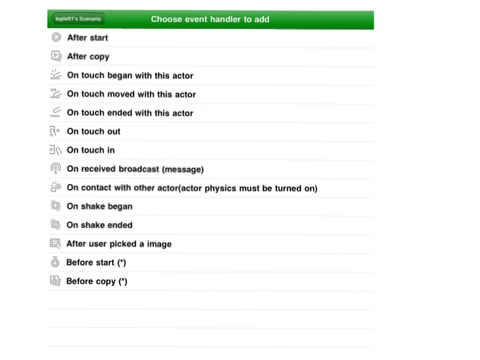 topleft1's Scenario
Choose event handler to add
After start
After copy
On touch began with this actor
On touch moved with this actor
On touch ended with this actor
On touch out
On touch in
On received broadcast (message)
On contact with other actor(actor physics must be turned on)
On shake began
On shake ended
After user picked a image
Before start (*)
Before copy (*)